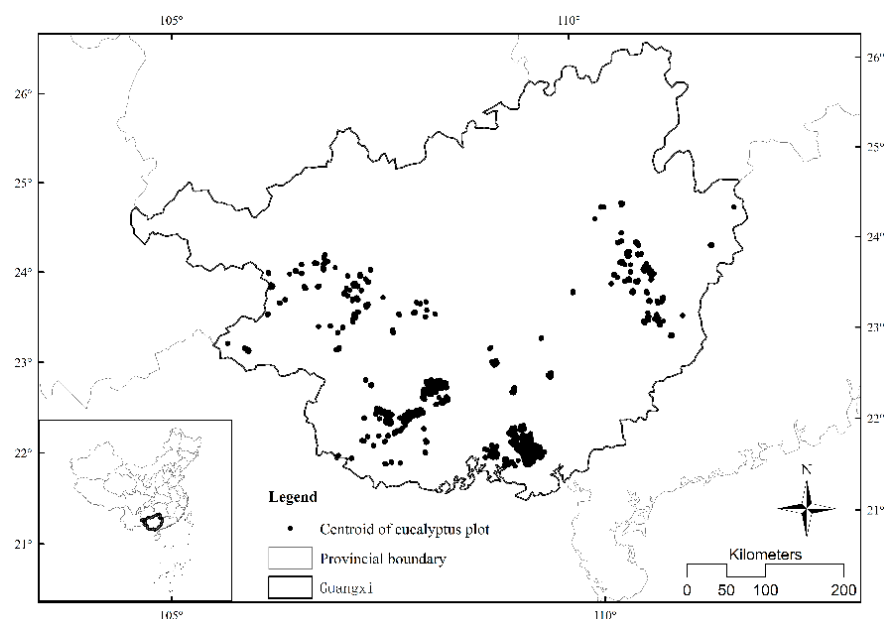 105° 110°
26° 26°
25° 25°
24° 24°
23° 23°
22° 22°
21° 21°
N
Legend
Centroid of eucalyptus plot
Provincial boundary
Guangxi
Kilometers
0 50 100 200
105° 110°